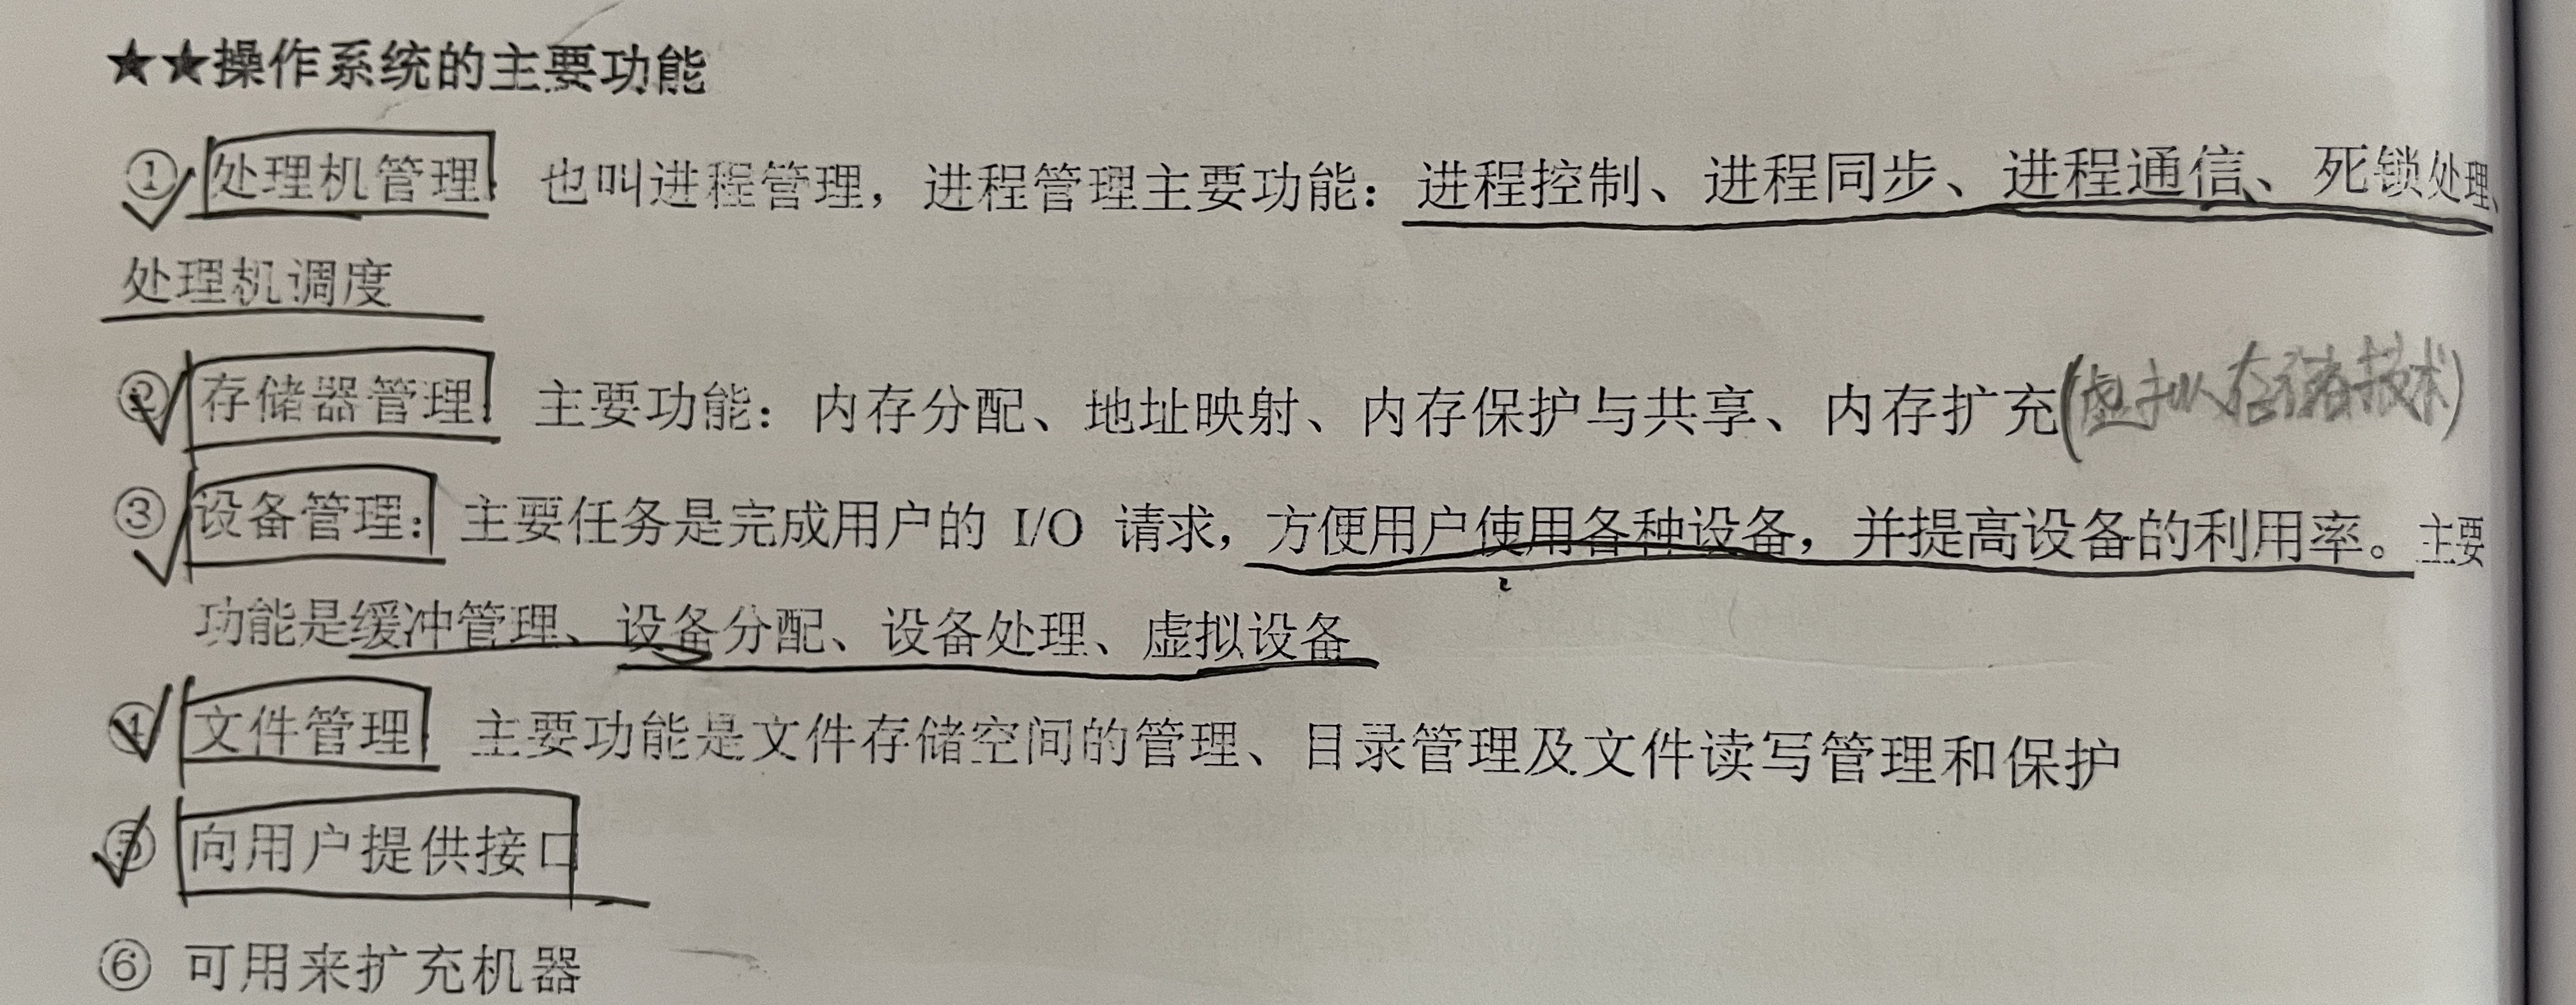 ★★操作系统的主要功能
① 处理机管理: 也叫进程管理，进程管理主要功能：进程控制、进程同步、进程通信、死锁处理、
处理机调度
② 存储器管理: 主要功能：内存分配、地址映射、内存保护与共享、内存扩充(虚拟存储技术)
③ 设备管理：主要任务是完成用户的 I/O 请求，方便用户使用各种设备，并提高设备的利用率。主要
功能是缓冲管理、设备分配、设备处理、虚拟设备
④ 文件管理: 主要功能是文件存储空间的管理、目录管理及文件读写管理和保护
⑤ 向用户提供接口
⑥ 可用来扩充机器